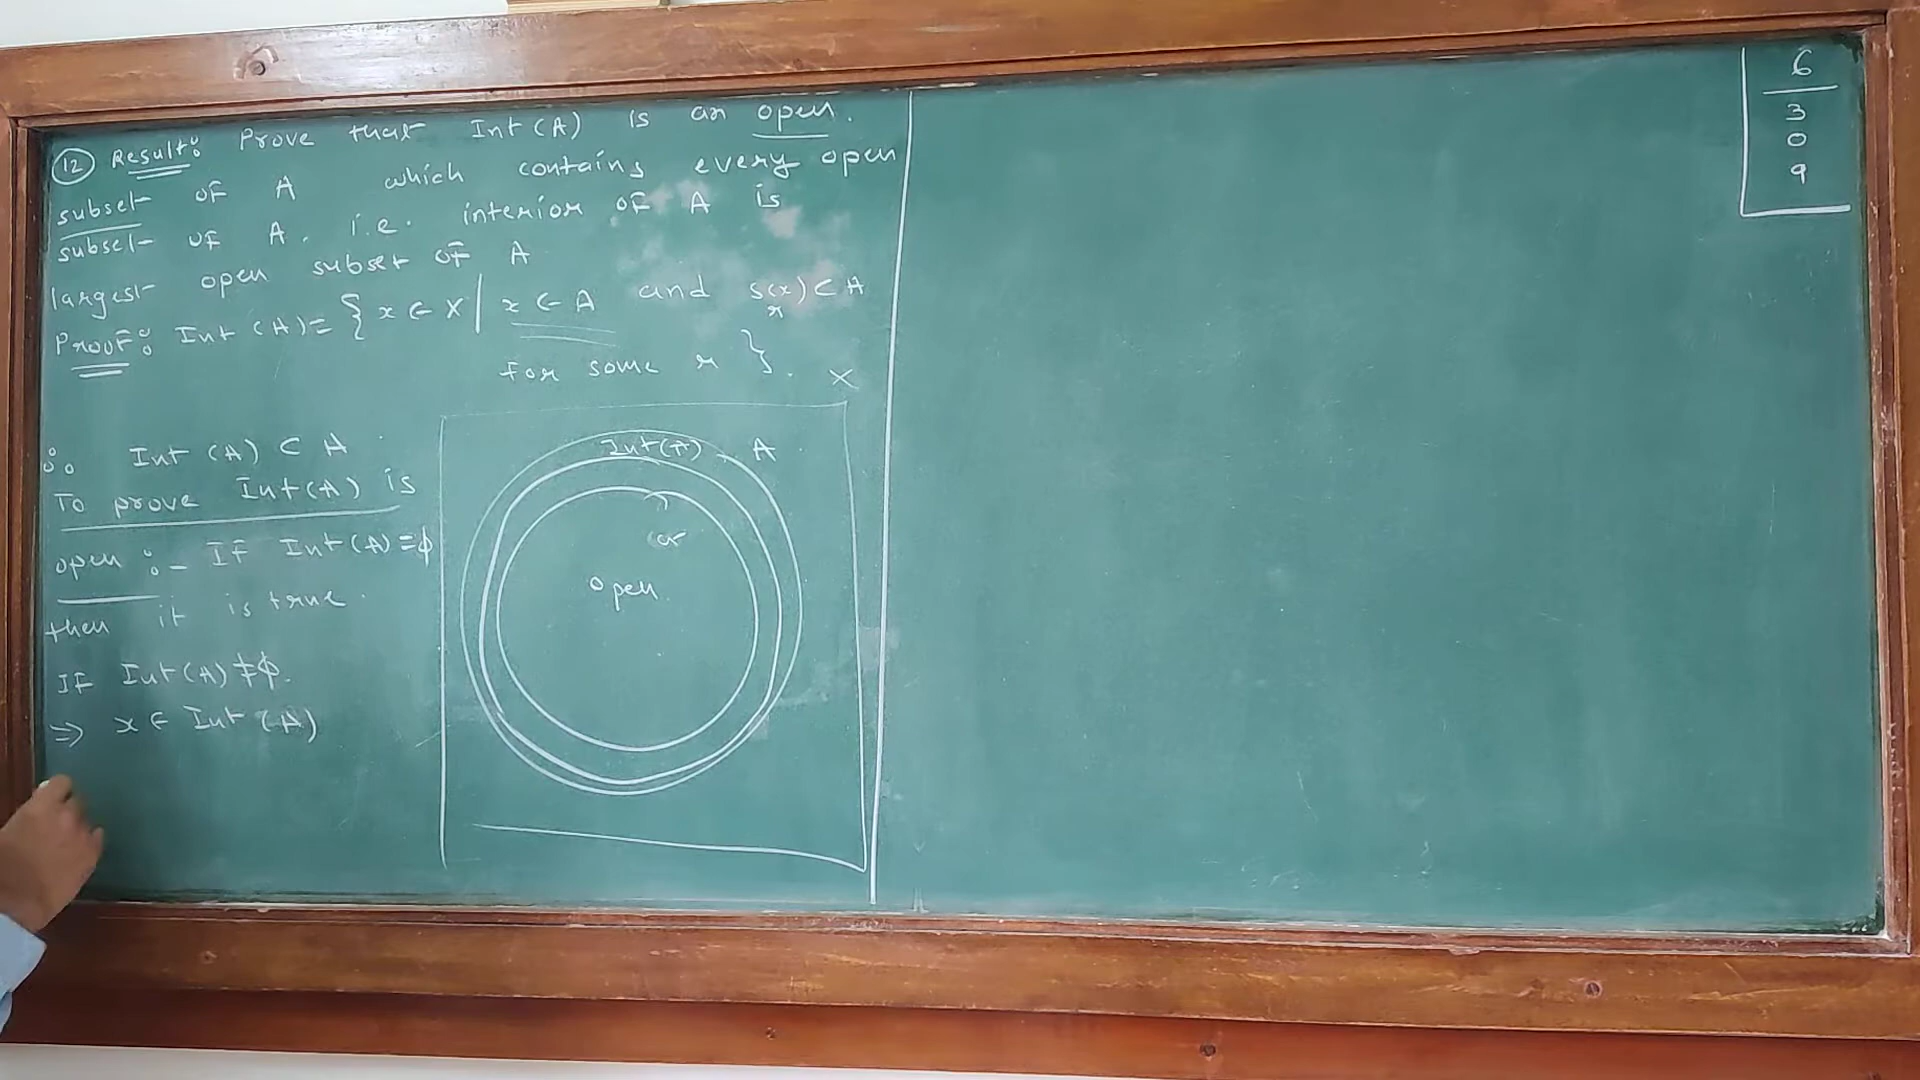 (12) Result: Prove that Int(A) is an open
subset of A which contains every open
subset of A. i.e. interior of A is
largest open subset of A
Proof: Int(A) = { x ∈ X | x ∈ A and Sr(x) ⊂ A
for some r }.
X
∴ Int(A) ⊂ A
To prove Int(A) is
open :- If Int(A) = ϕ
then it is true.
If Int(A) ≠ ϕ.
⇒ x ∈ Int(A)
Int(A) A
open
6
3
0
9